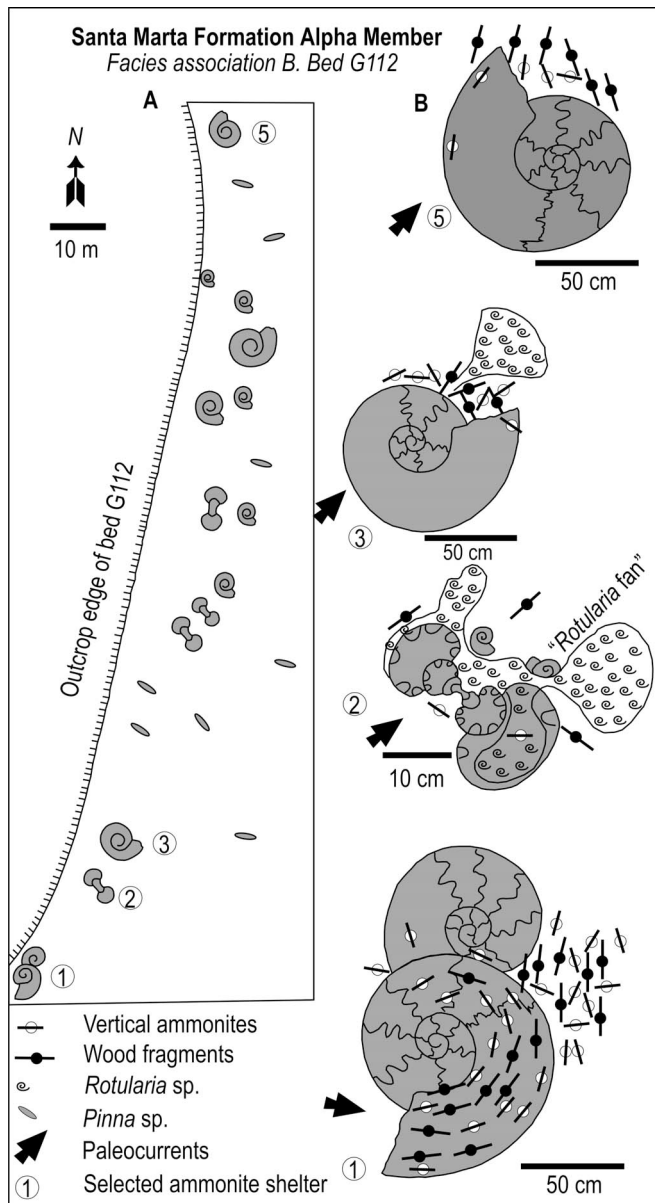 Santa Marta Formation Alpha Member
Facies association B. Bed G112
A
N
10 m
Outcrop edge of bed G112
5
3
2
1
B
5
50 cm
3
50 cm
"Rotularia fan"
2
10 cm
1
50 cm
Vertical ammonites
Wood fragments
Rotularia sp.
Pinna sp.
Paleocurrents
1 Selected ammonite shelter